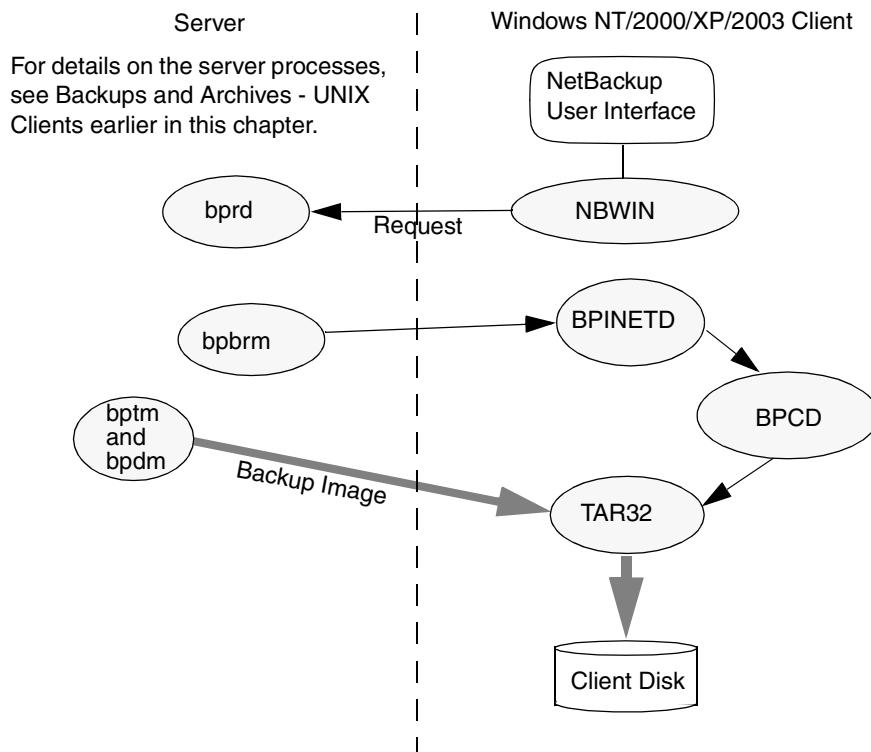 Server
Windows NT/2000/XP/2003 Client
For details on the server processes,
see Backups and Archives - UNIX
Clients earlier in this chapter.
NetBackup
User Interface
bprd
Request
NBWIN
bpbrm
BPINETD
BPCD
bptm
and
bpdm
Backup Image
TAR32
Client Disk